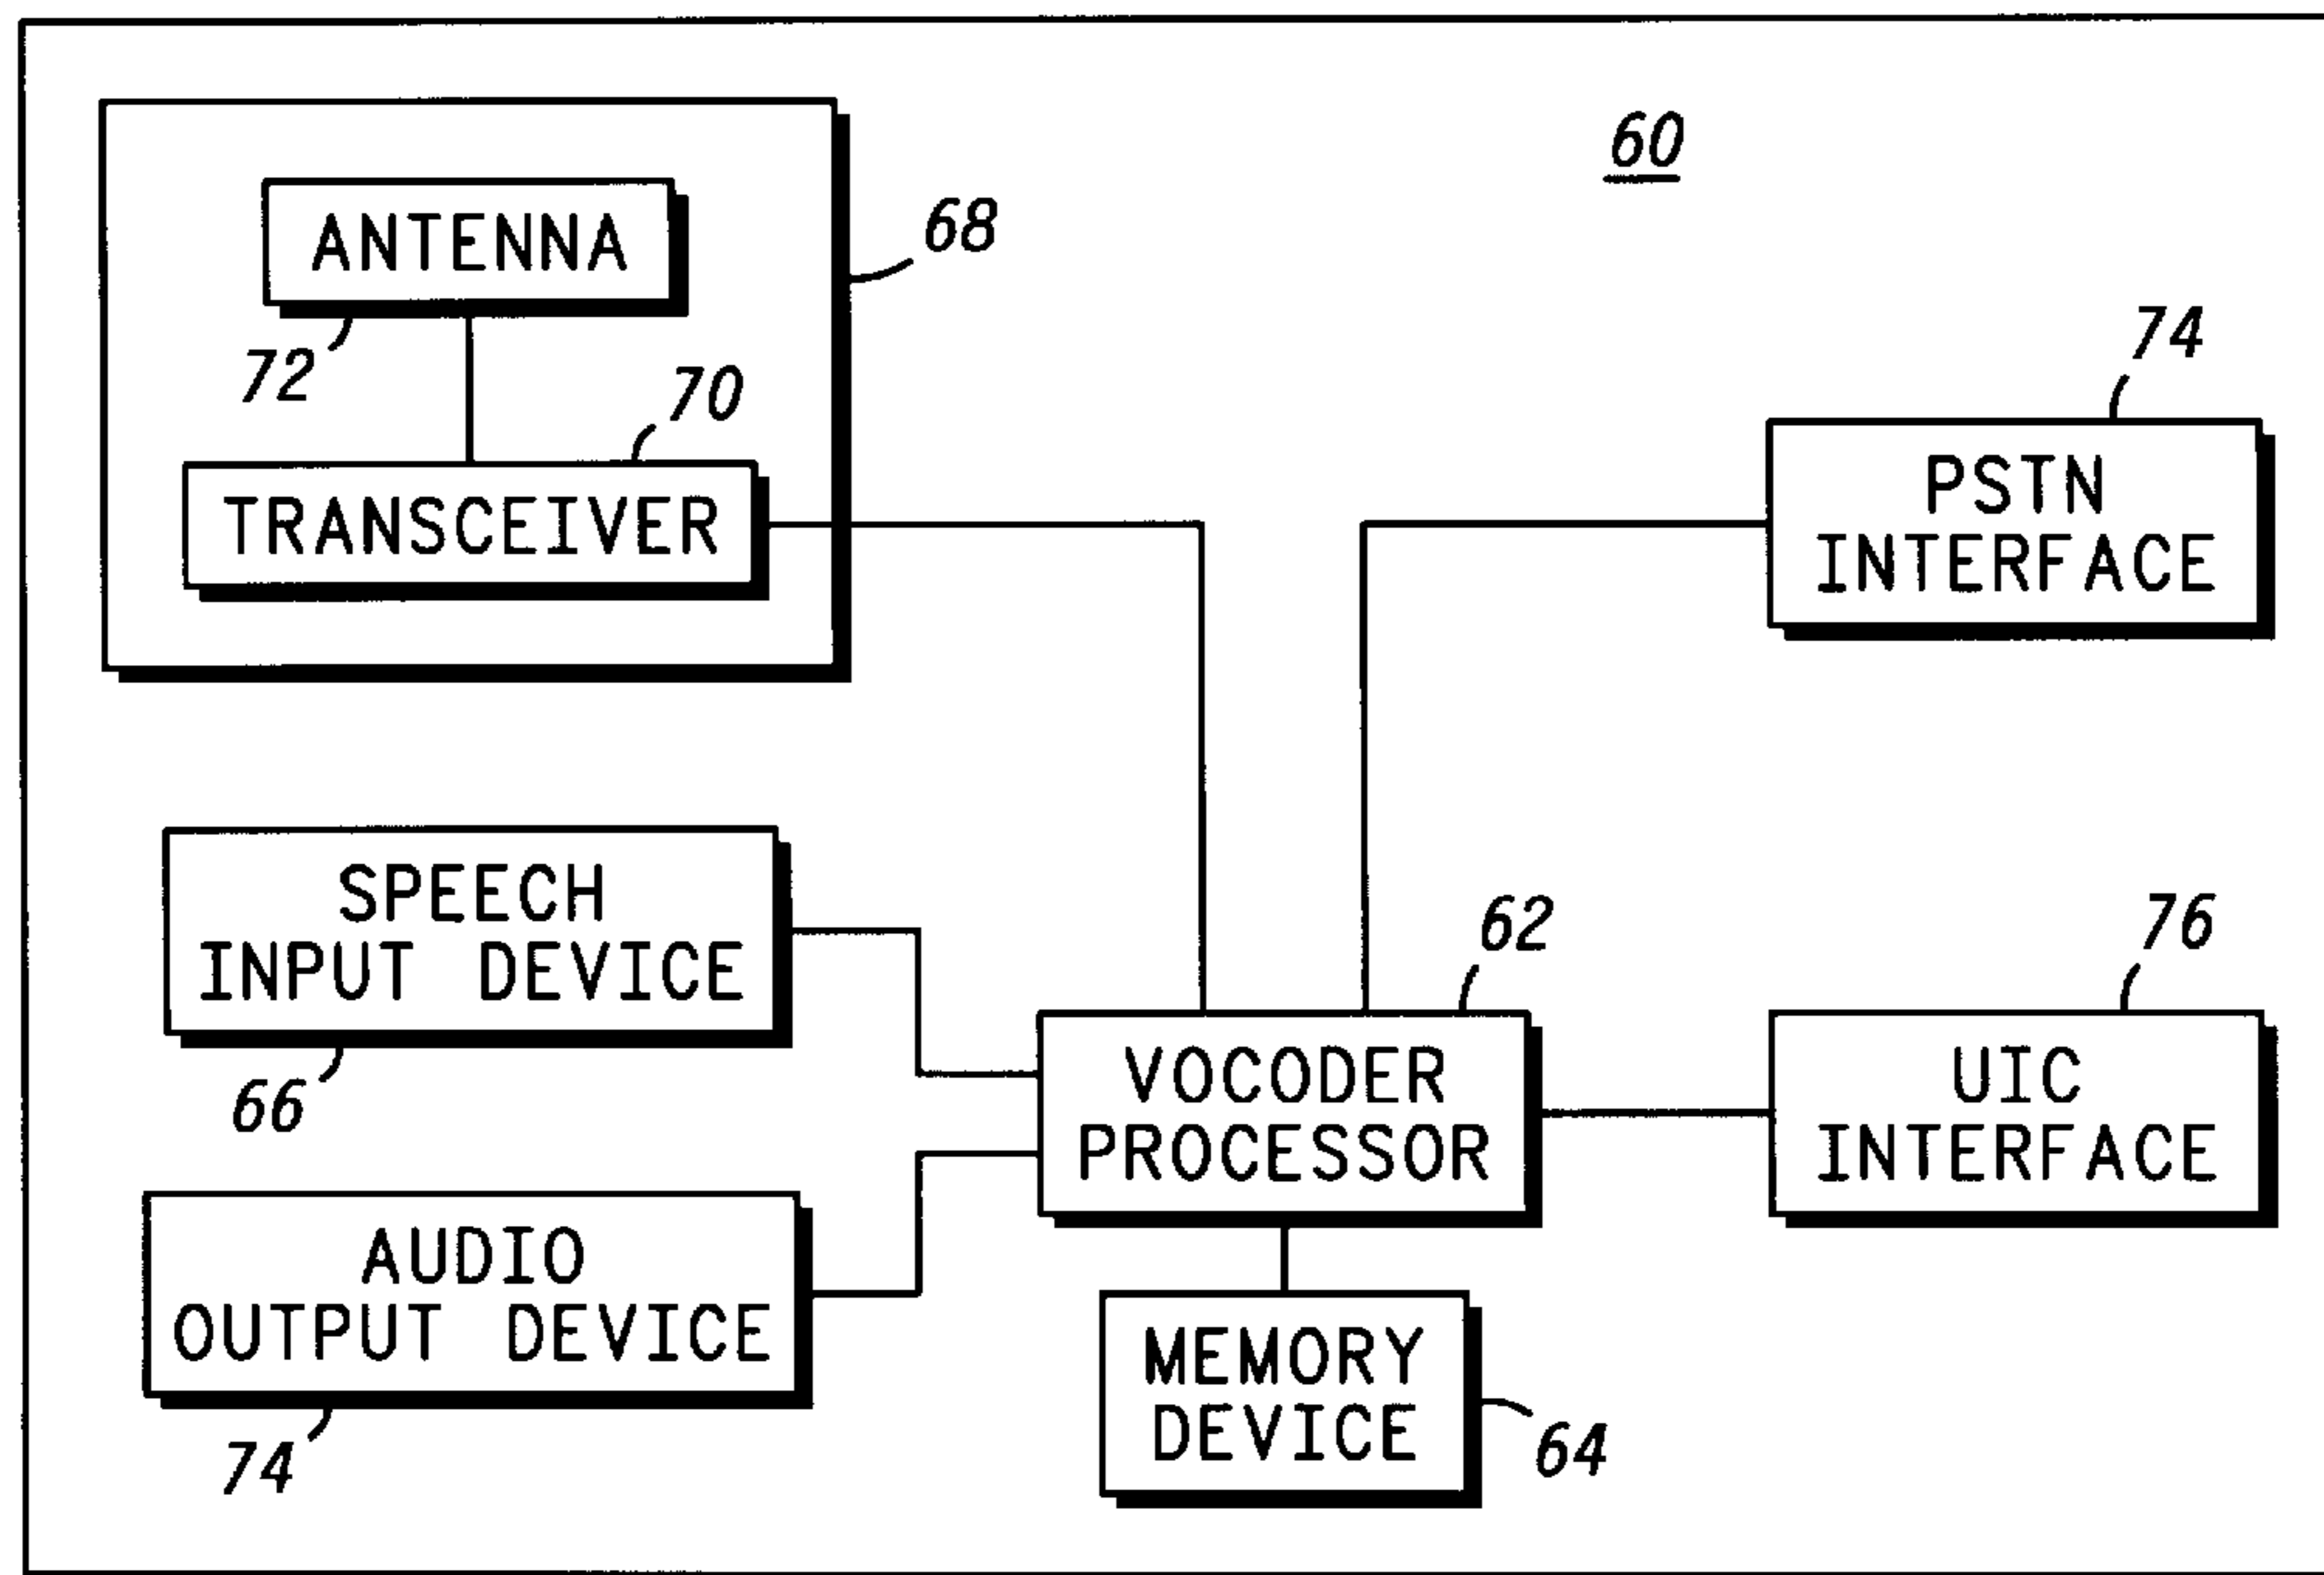 60
ANTENNA
68
72
70
TRANSCEIVER
74
PSTN
INTERFACE
SPEECH
INPUT DEVICE
66
62
VOCODER
PROCESSOR
76
UIC
INTERFACE
AUDIO
OUTPUT DEVICE
74
MEMORY
DEVICE
64